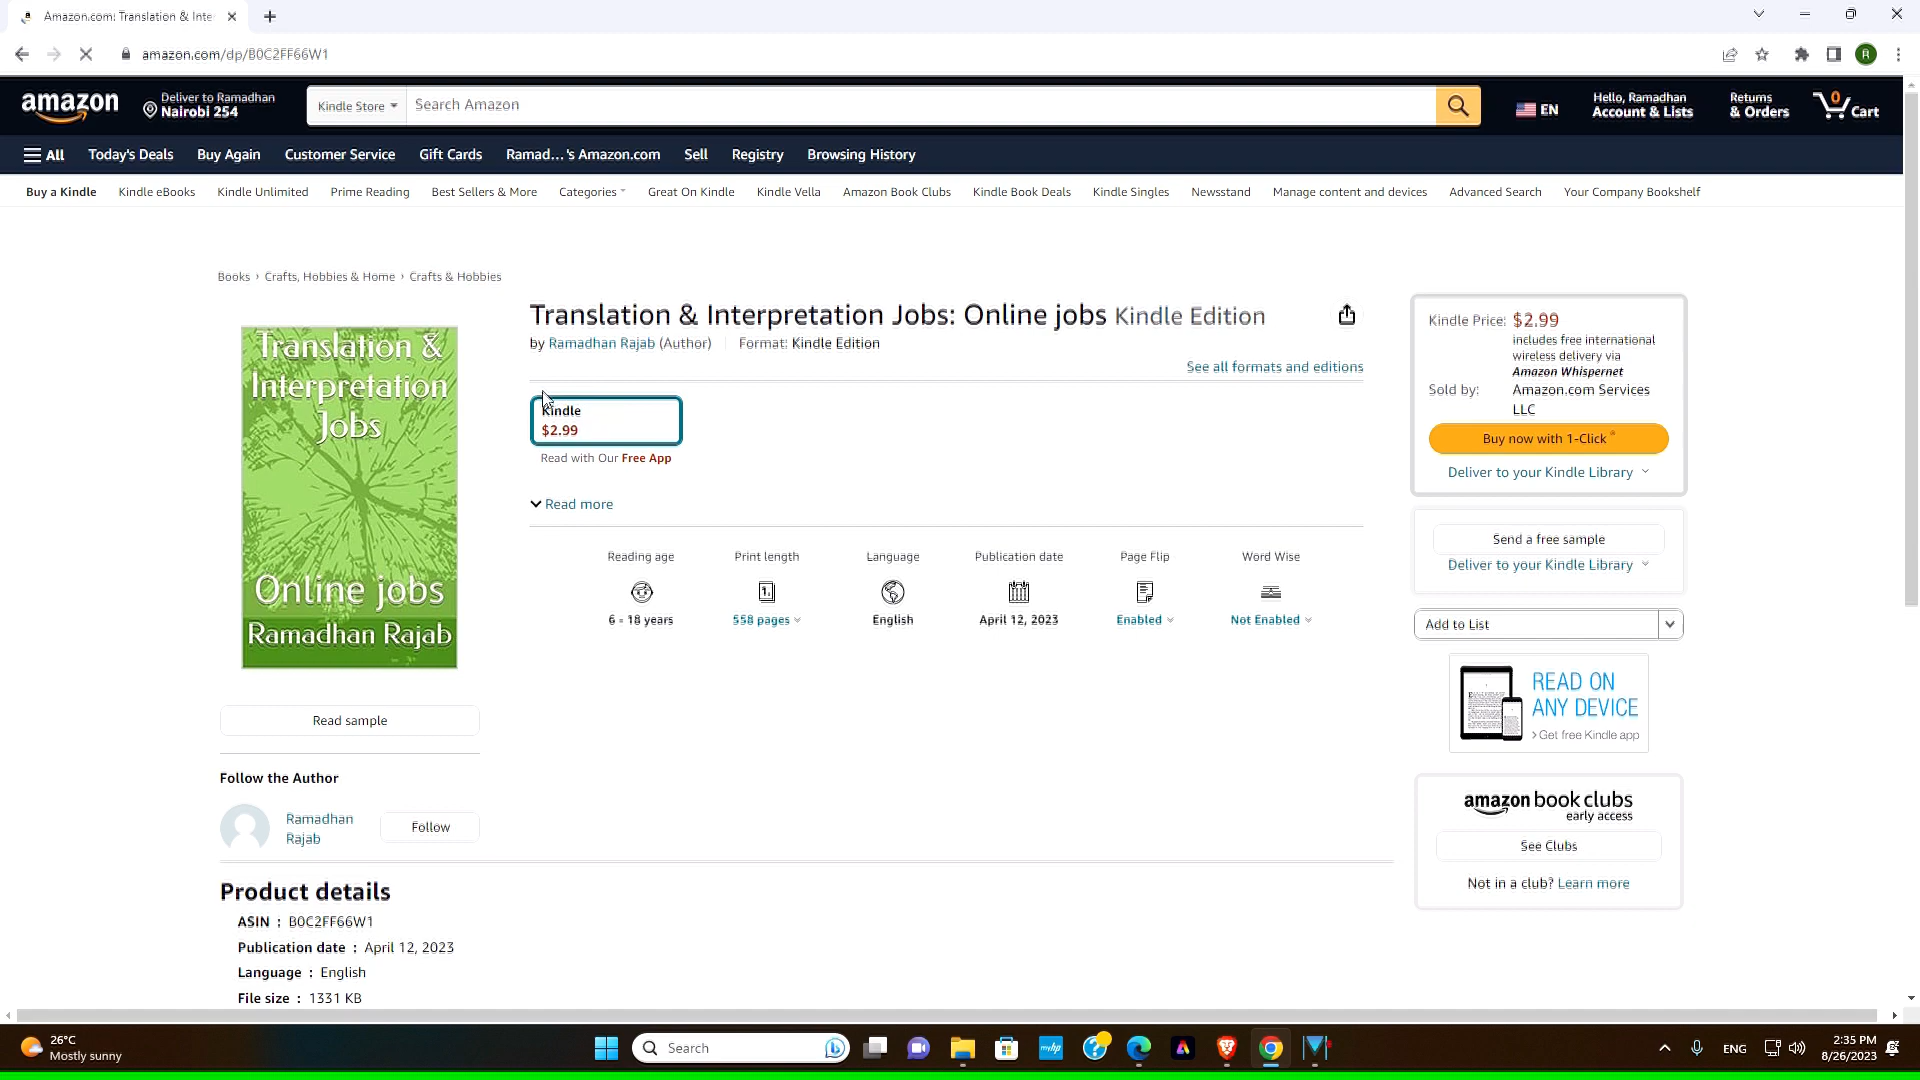 Amazon.com: Translation & Inte
amazon.com/dp/B0C2FF66W1
R
amazon
Deliver to Ramadhan
Nairobi 254
Kindle Store
Search Amazon
EN
Hello, Ramadhan
Account & Lists
Returns
& Orders
0
Cart
All
Today's Deals
Buy Again
Customer Service
Gift Cards
Ramad...'s Amazon.com
Sell
Registry
Browsing History
Buy a Kindle
Kindle eBooks
Kindle Unlimited
Prime Reading
Best Sellers & More
Categories
Great On Kindle
Kindle Vella
Amazon Book Clubs
Kindle Book Deals
Kindle Singles
Newsstand
Manage content and devices
Advanced Search
Your Company Bookshelf
Books › Crafts, Hobbies & Home › Crafts & Hobbies
Translation &
Interpretation
Jobs
Online jobs
Ramadhan Rajab
Read sample
Follow the Author
Ramadhan
Rajab
Follow
Translation & Interpretation Jobs: Online jobs Kindle Edition
by Ramadhan Rajab (Author) Format: Kindle Edition
See all formats and editions
Kindle
$2.99
Read with Our Free App
Read more
Reading age
6 - 18 years
Print length
558 pages
Language
English
Publication date
April 12, 2023
Page Flip
Enabled
Word Wise
Not Enabled
Kindle Price: $2.99
includes free international
wireless delivery via
Amazon Whispernet
Sold by: Amazon.com Services
LLC
Buy now with 1-Click ®
Deliver to your Kindle Library
Send a free sample
Deliver to your Kindle Library
Add to List
READ ON
ANY DEVICE
› Get free Kindle app
amazon book clubs
early access
See Clubs
Not in a club? Learn more
Product details
ASIN : B0C2FF66W1
Publication date : April 12, 2023
Language : English
File size : 1331 KB
26°C
Mostly sunny
Search
myhp
ENG
2:35 PM
8/26/2023